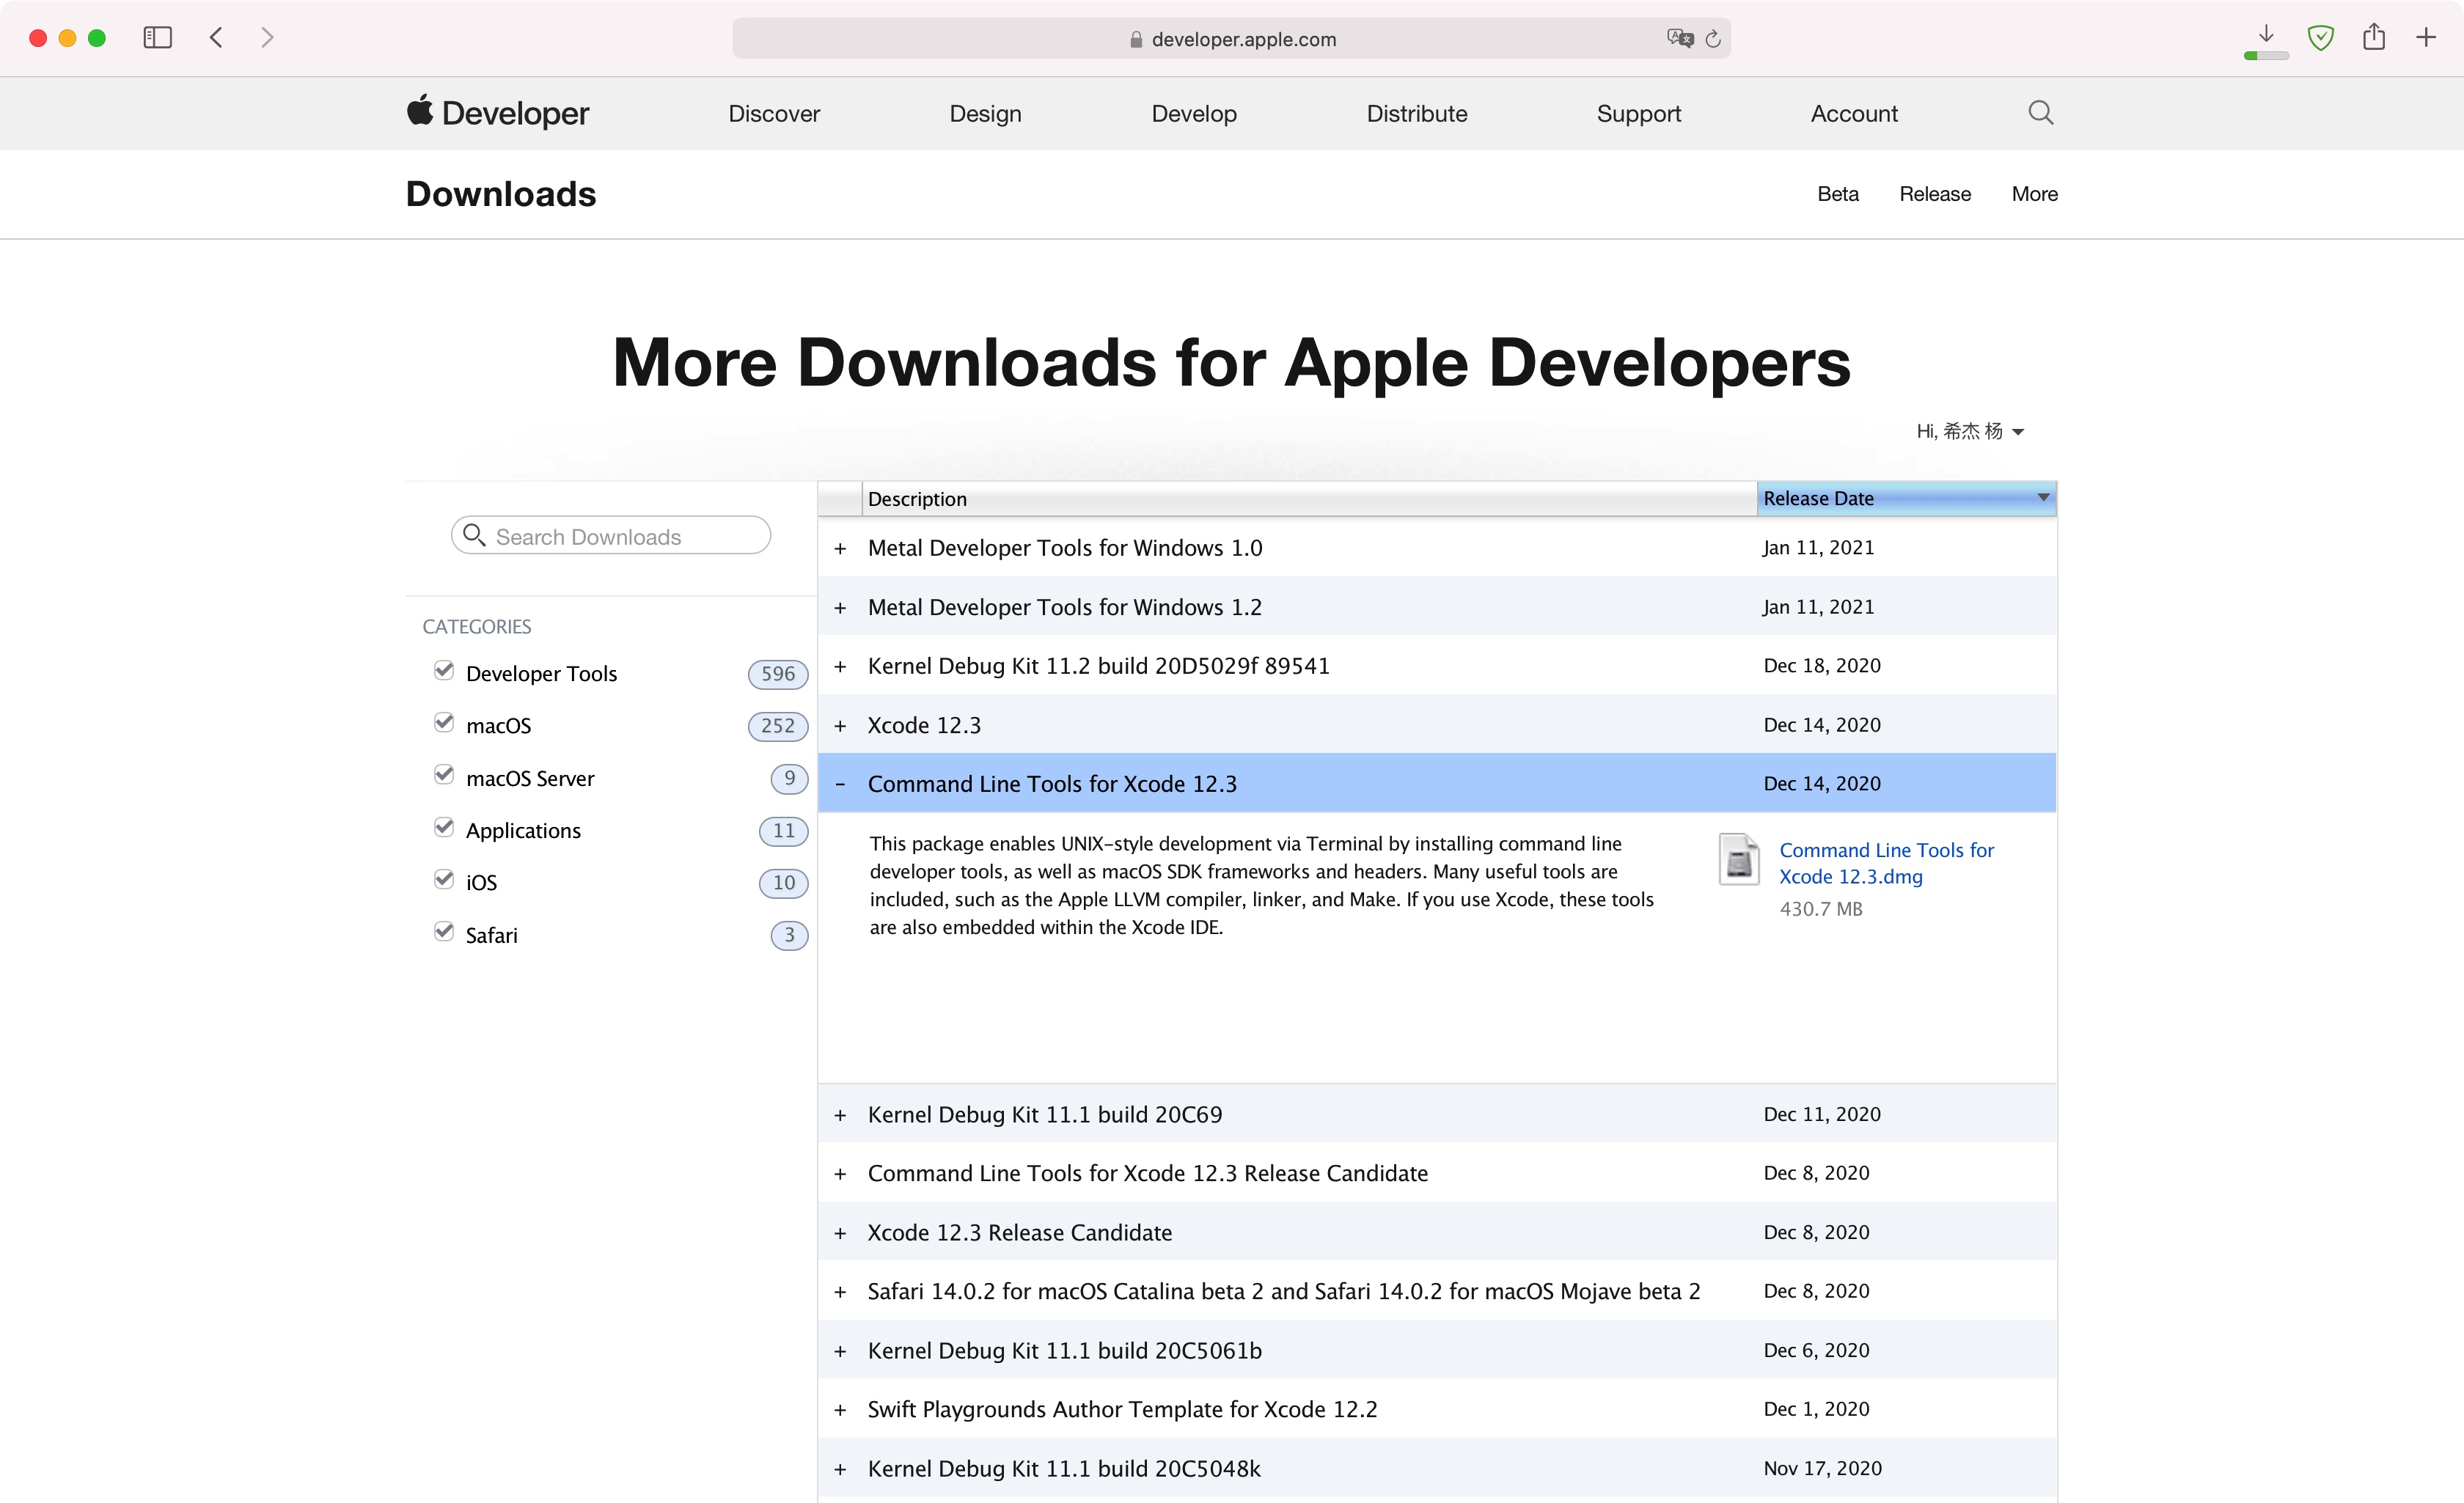 developer.apple.com
Developer
Discover
Design
Develop
Distribute
Support
Account
Downloads
Beta
Release
More
More Downloads for Apple Developers
Hi, 希杰 杨
Search Downloads
CATEGORIES
Developer Tools 596
macOS 252
macOS Server 9
Applications 11
iOS 10
Safari 3
Description Release Date
+ Metal Developer Tools for Windows 1.0 Jan 11, 2021
+ Metal Developer Tools for Windows 1.2 Jan 11, 2021
+ Kernel Debug Kit 11.2 build 20D5029f 89541 Dec 18, 2020
+ Xcode 12.3 Dec 14, 2020
– Command Line Tools for Xcode 12.3 Dec 14, 2020
This package enables UNIX-style development via Terminal by installing command line
developer tools, as well as macOS SDK frameworks and headers. Many useful tools are
included, such as the Apple LLVM compiler, linker, and Make. If you use Xcode, these tools
are also embedded within the Xcode IDE.
Command Line Tools for
Xcode 12.3.dmg
430.7 MB
+ Kernel Debug Kit 11.1 build 20C69 Dec 11, 2020
+ Command Line Tools for Xcode 12.3 Release Candidate Dec 8, 2020
+ Xcode 12.3 Release Candidate Dec 8, 2020
+ Safari 14.0.2 for macOS Catalina beta 2 and Safari 14.0.2 for macOS Mojave beta 2 Dec 8, 2020
+ Kernel Debug Kit 11.1 build 20C5061b Dec 6, 2020
+ Swift Playgrounds Author Template for Xcode 12.2 Dec 1, 2020
+ Kernel Debug Kit 11.1 build 20C5048k Nov 17, 2020